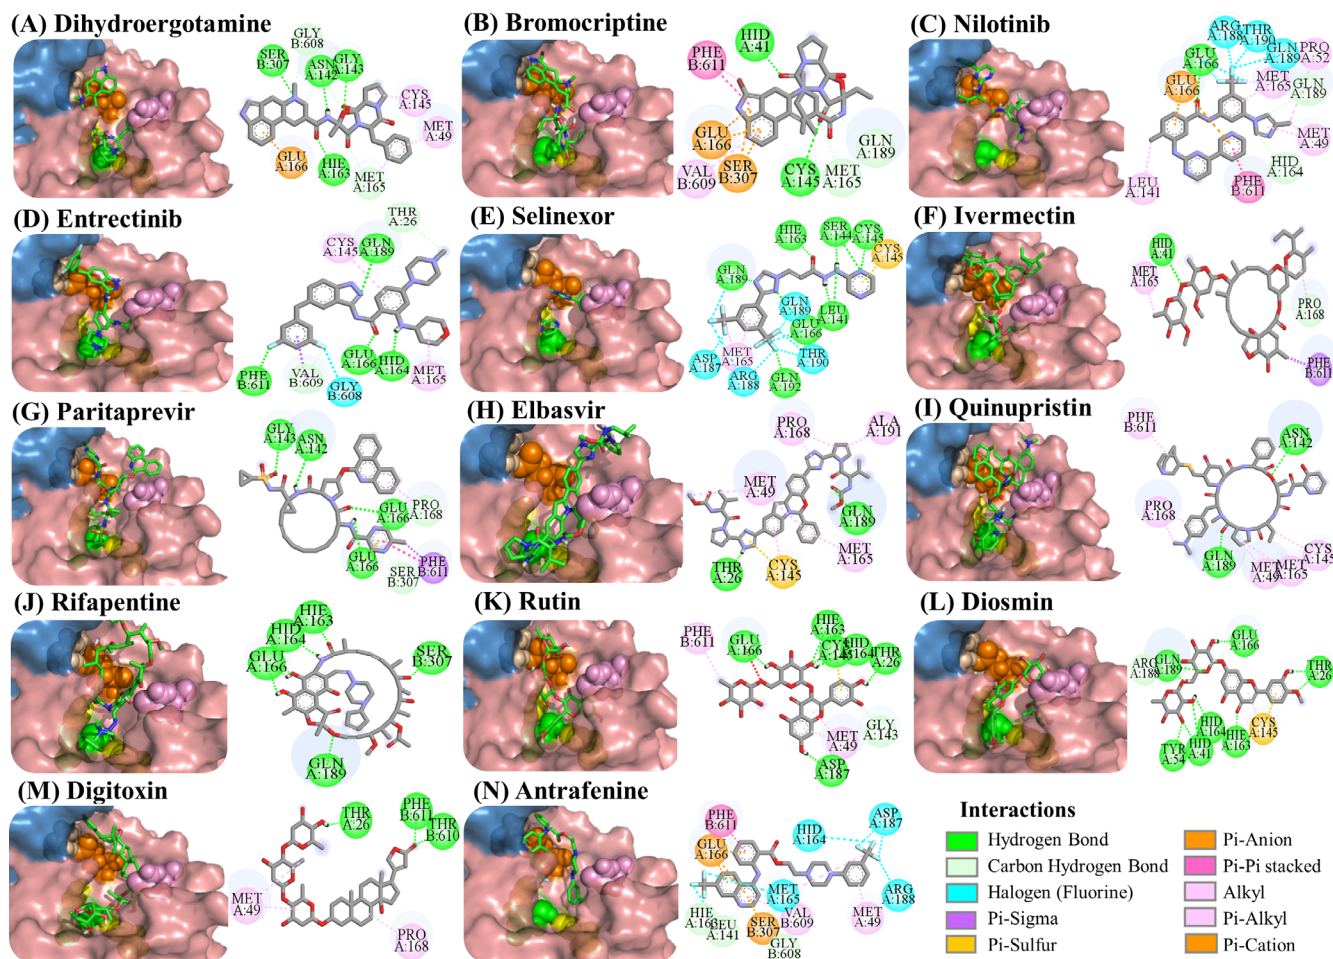 (A) Dihydroergotamine
SER
B:307
GLY
B:608
ASN
A:142
GLY
A:143
CYS
A:145
MET
A:49
GLU
A:166
HIE
A:163
MET
A:165
(B) Bromocriptine
PHE
B:611
HID
A:41
GLU
A:166
VAL
B:609
SER
B:307
CYS
A:145
MET
A:165
GLN
A:189
(C) Nilotinib
ARG
A:188
THR
A:190
GLU
A:166
GLN
A:189
PRO
A:52
GLU
A:166
MET
A:165
GLN
A:189
MET
A:49
HID
A:164
LEU
A:141
PHE
B:611
(D) Entrectinib
THR
A:26
CYS
A:145
GLN
A:189
PHE
B:611
VAL
B:609
GLY
B:608
GLU
A:166
HID
A:164
MET
A:165
(E) Selinexor
HIE
A:163
SER
A:144
CYS
A:145
CYS
A:145
GLN
A:189
GLN
A:189
LEU
A:141
GLU
A:166
ASP
A:187
MET
A:165
ARG
A:188
THR
A:190
GLN
A:192
(F) Ivermectin
HID
A:41
MET
A:165
PRO
A:168
PHE
B:611
(G) Paritaprevir
GLY
A:143
ASN
A:142
PRO
A:168
GLU
A:166
GLU
A:166
SER
B:307
PHE
B:611
(H) Elbasvir
PRO
A:168
ALA
A:191
MET
A:49
GLN
A:189
MET
A:165
THR
A:26
CYS
A:145
(I) Quinupristin
PHE
B:611
ASN
A:142
PRO
A:168
GLN
A:189
MET
A:49
MET
A:165
CYS
A:145
(J) Rifapentine
HIE
A:163
HID
A:164
GLU
A:166
SER
B:307
GLN
A:189
(K) Rutin
PHE
B:611
GLU
A:166
HIE
A:163
CYS
A:145
HID
A:164
THR
A:26
GLY
A:143
MET
A:49
ASP
A:187
(L) Diosmin
GLU
A:166
ARG
A:188
GLN
A:189
THR
A:26
HID
A:164
TYR
A:54
HID
A:41
HIE
A:163
CYS
A:145
(M) Digitoxin
THR
A:26
PHE
B:611
THR
B:610
MET
A:49
PRO
A:168
(N) Antrafenine
PHE
B:611
GLU
A:166
HID
A:164
ASP
A:187
MET
A:165
ARG
A:188
HIE
A:163
LEU
A:141
SER
B:307
VAL
B:609
GLY
B:608
MET
A:49
Interactions
Hydrogen Bond
Carbon Hydrogen Bond
Halogen (Fluorine)
Pi-Sigma
Pi-Sulfur
Pi-Anion
Pi-Pi stacked
Alkyl
Pi-Alkyl
Pi-Cation